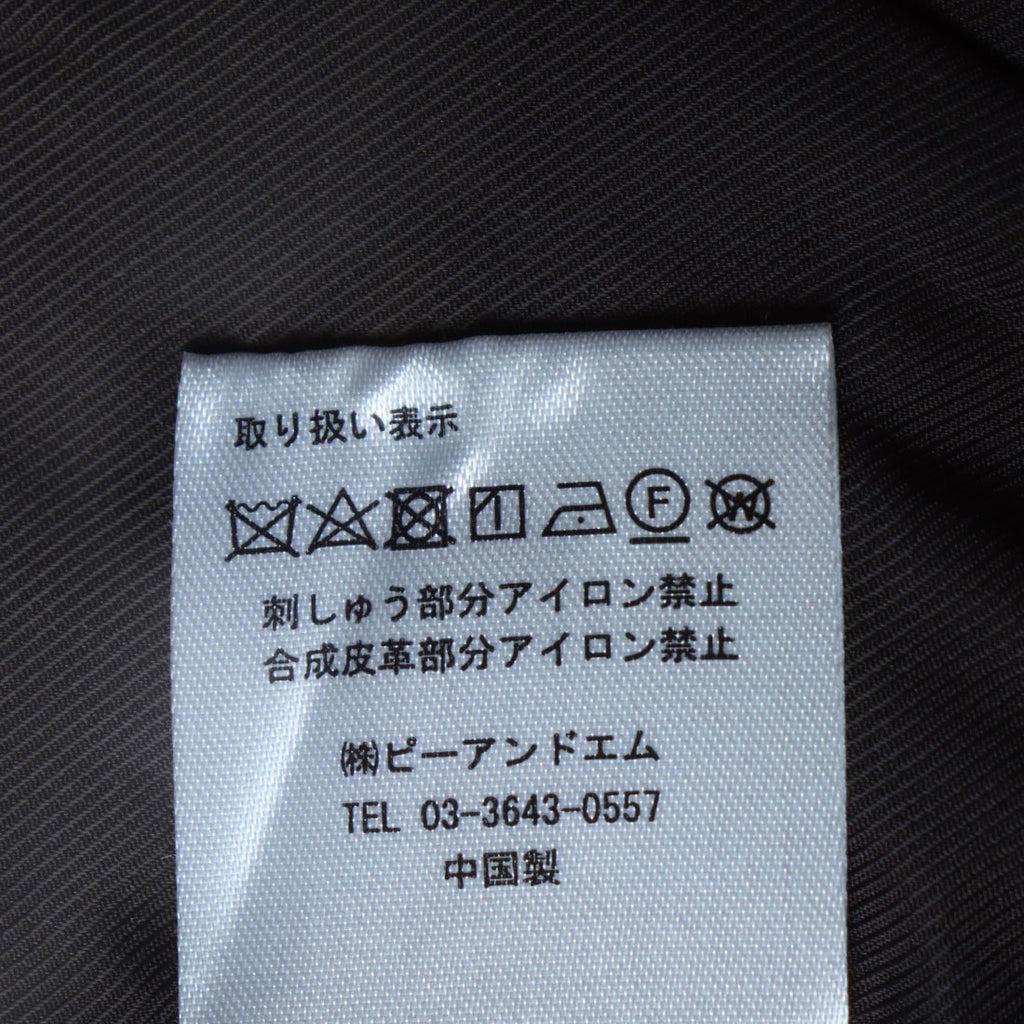 取り扱い表示
F W
刺しゅう部分アイロン禁止
合成皮革部分アイロン禁止
㈱ピーアンドエム
TEL 03-3643-0557
中国製